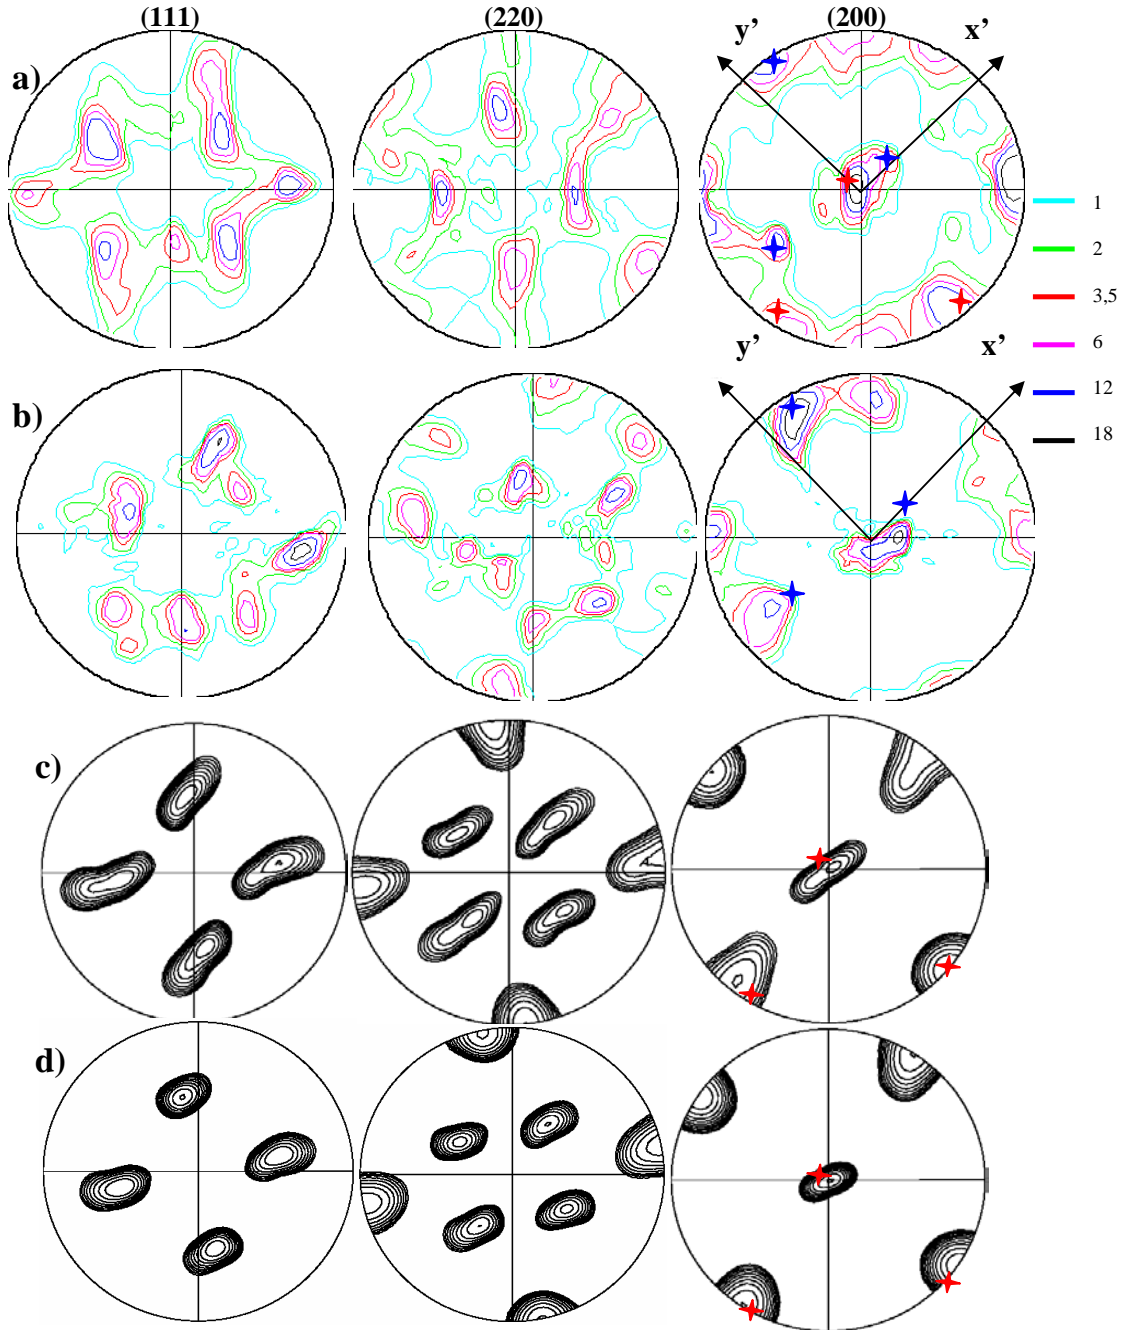 (111) (220) (200)
a) y’ x’
1
2
3,5
6
12
18
b) y’ x’
c)
d)